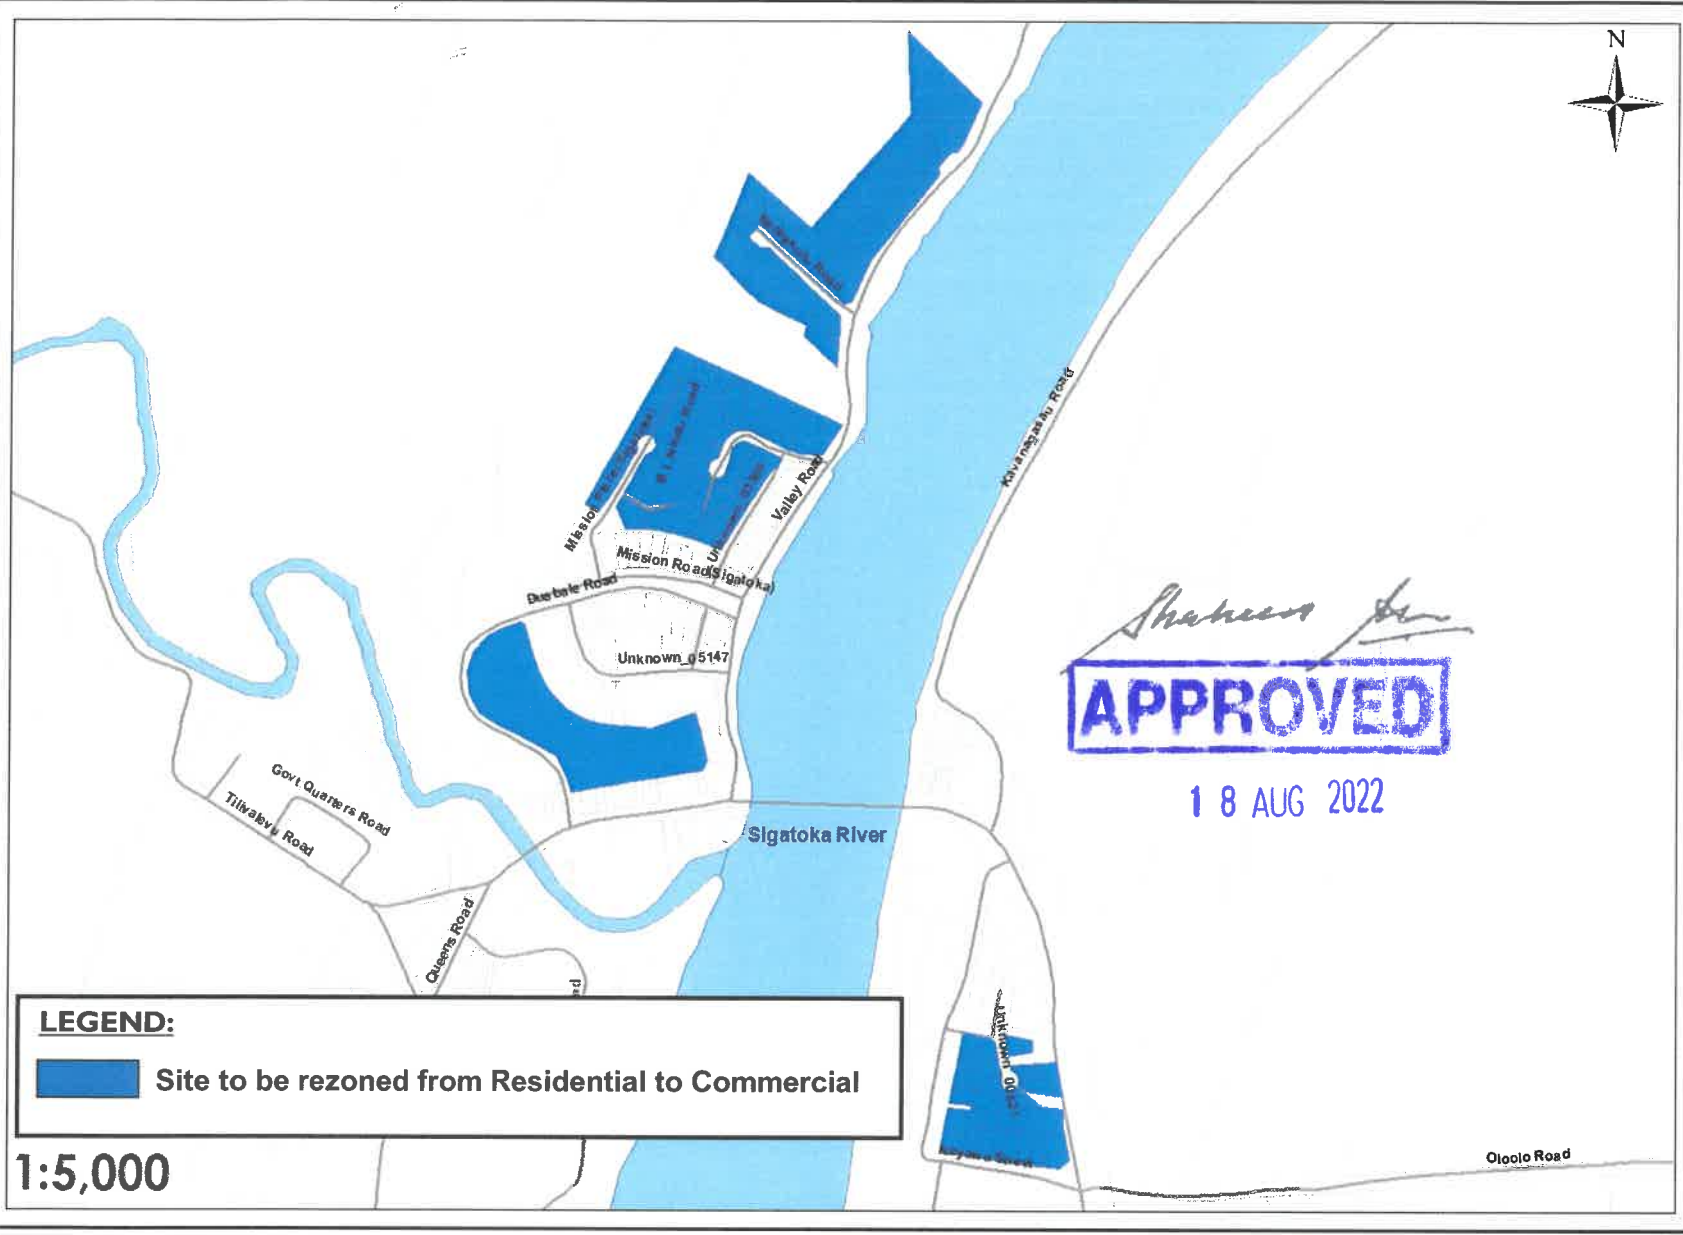 N
Kavanagasau Road
Valley Road
Mission Road(Sigatoka)
Duebale Road
Unknown_05147
APPROVED
18 AUG 2022
Govt Quarters Road
Tilivalevu Road
Sigatoka River
Queens Road
LEGEND:
Site to be rezoned from Residential to Commercial
Oloolo Road
1:5,000